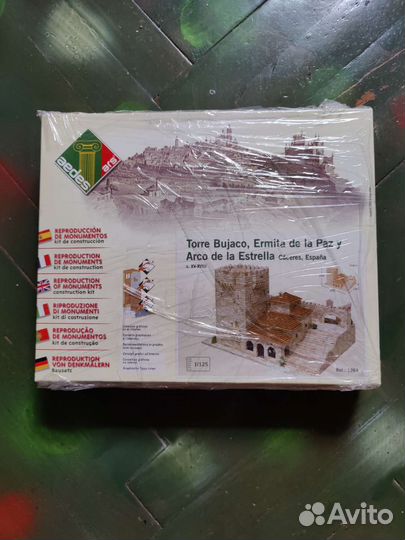 aedes
ars
REPRODUCCIÓN
DE MONUMENTOS
kit de construcción
REPRODUCTION
DE MONUMENTS
kit de construction
REPRODUCTION
OF MONUMENTS
construction kit
RIPRODUZIONE
DI MONUMENTI
kit di costruzione
REPRODUÇÃO
DE MONUMENTOS
kit de construção
REPRODUKTION
VON DENKMÄLERN
Bausatz
Torre Bujaco, Ermita de la Paz y
Arco de la Estrella Cáceres, España
1/125
Avito